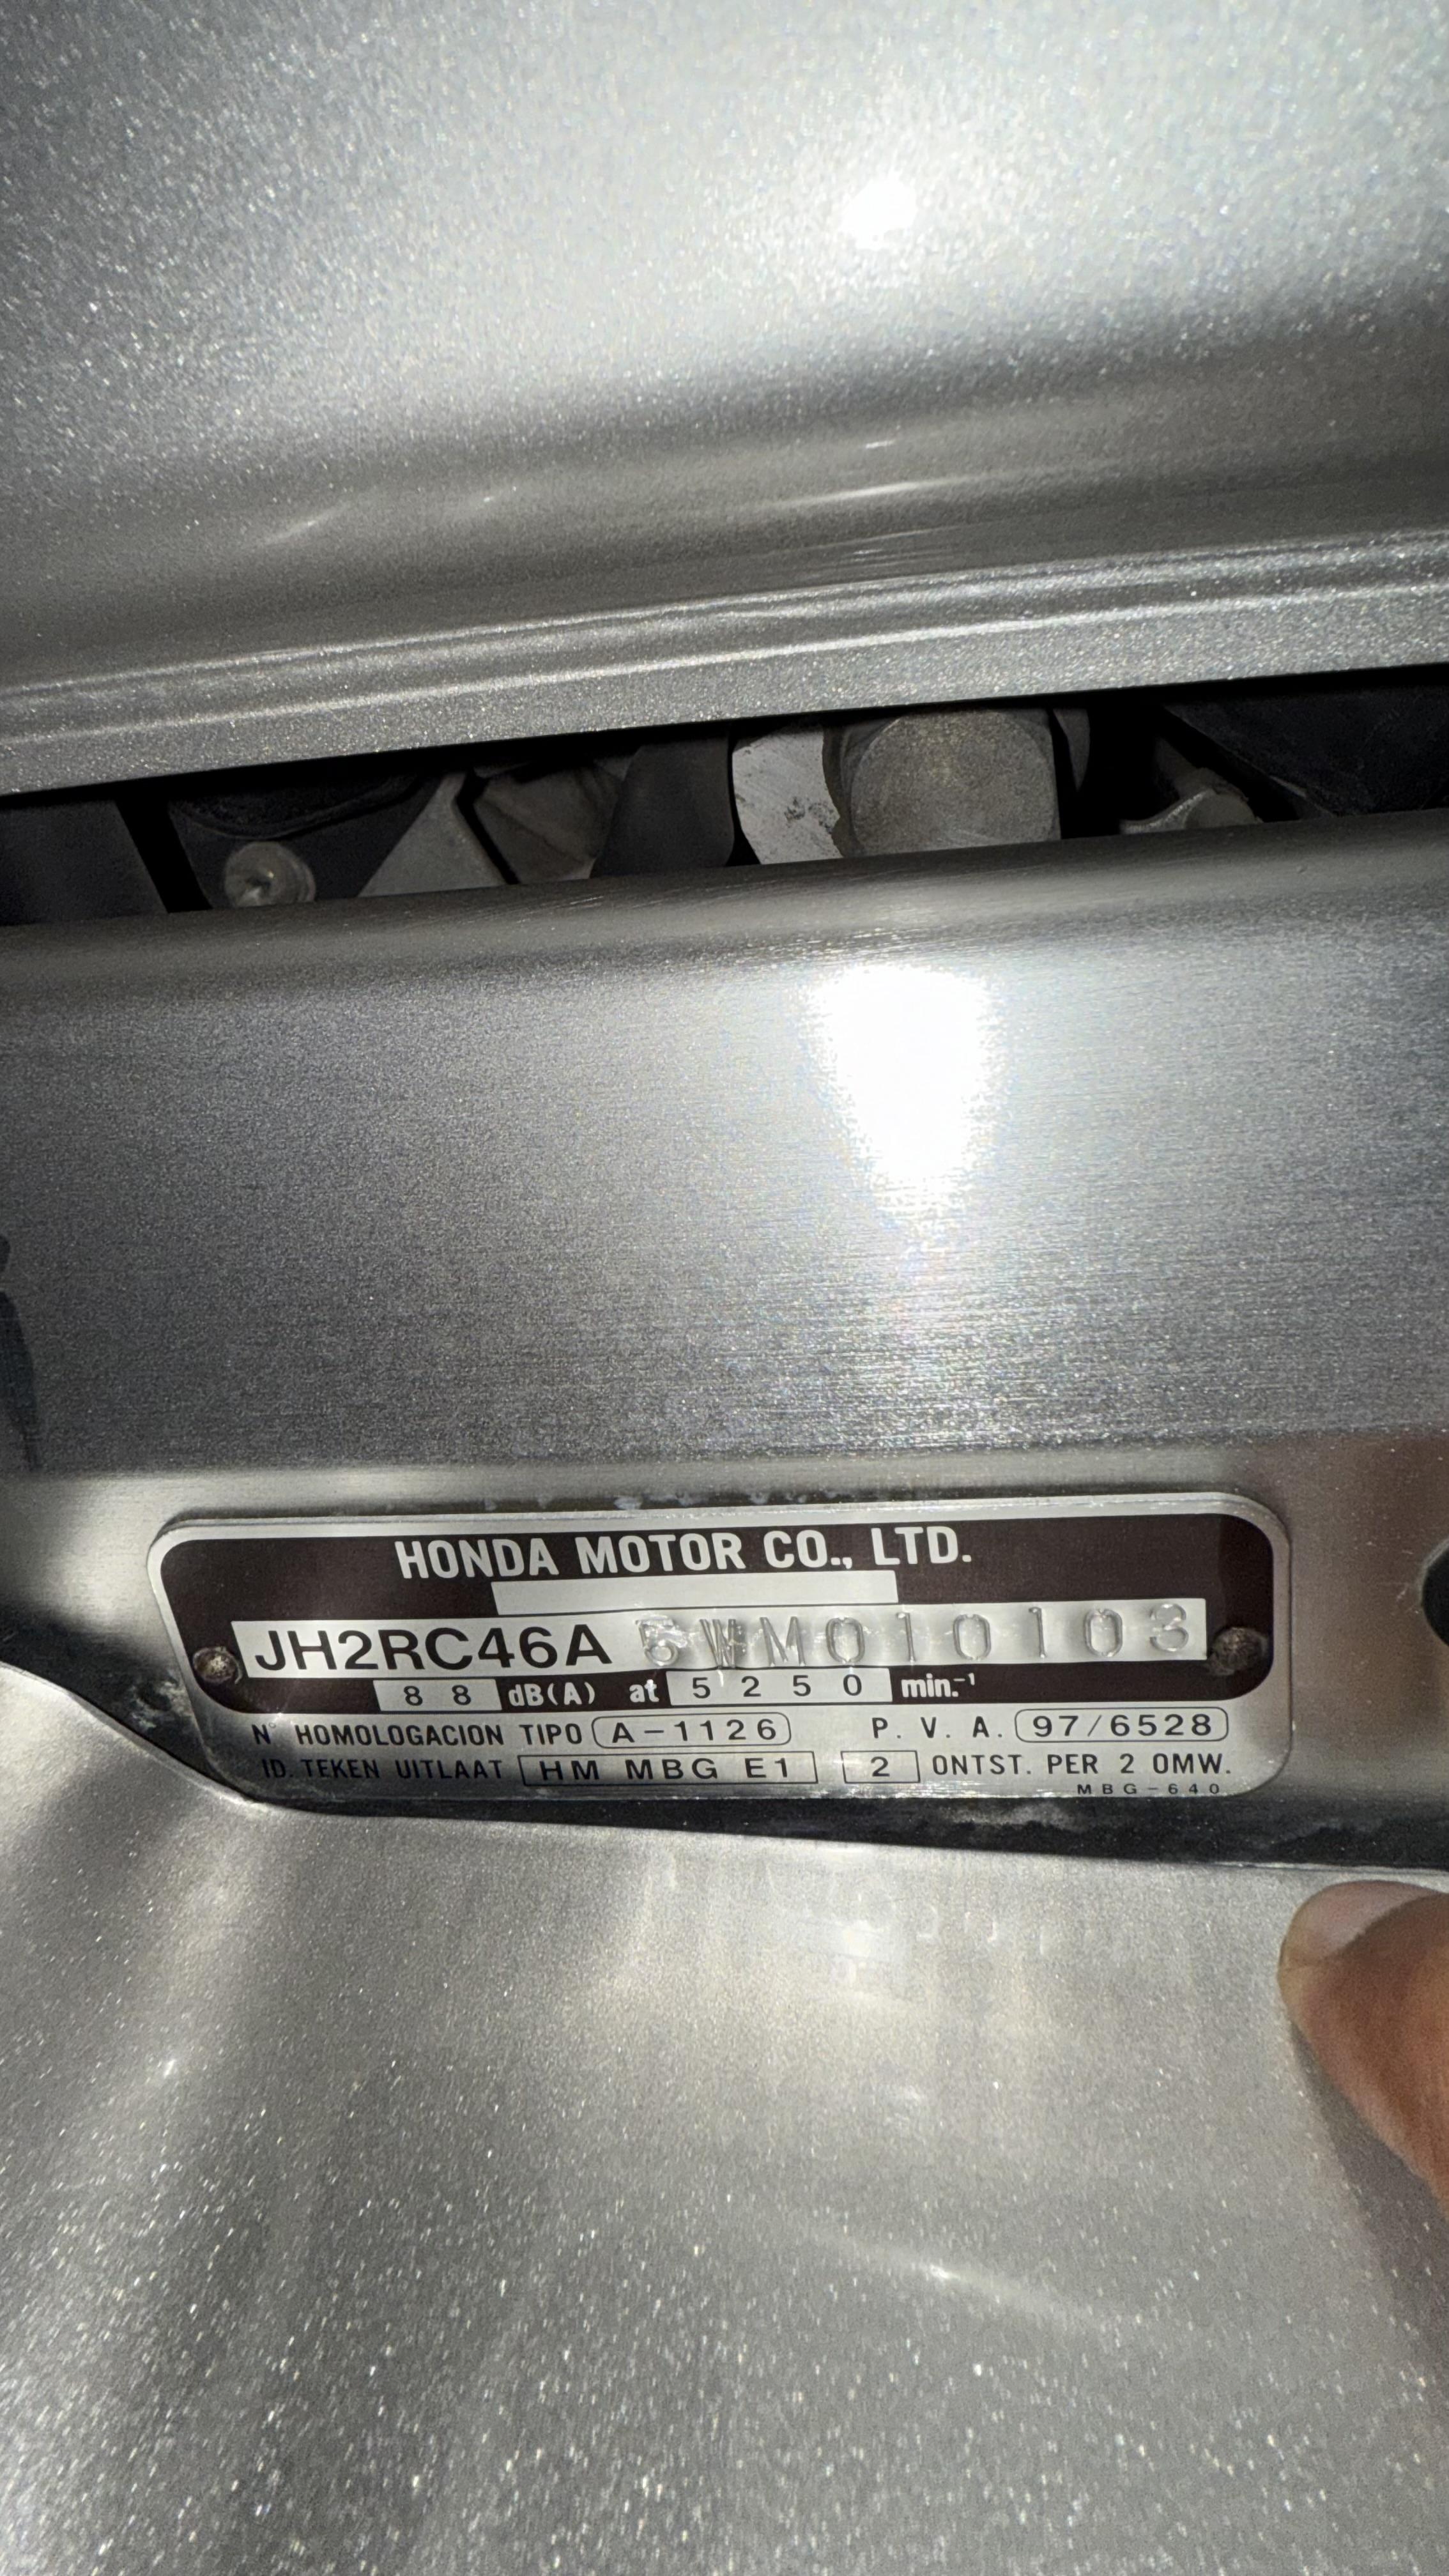 HONDA MOTOR CO., LTD.
JH2RC46A 5WM010103
88 dB(A) at 5250 min.⁻¹
N° HOMOLOGACION TIPO A-1126 P. V. A. 97/6528
ID. TEKEN UITLAAT HM MBG E1 2 ONTST. PER 2 OMW.
MBG-640